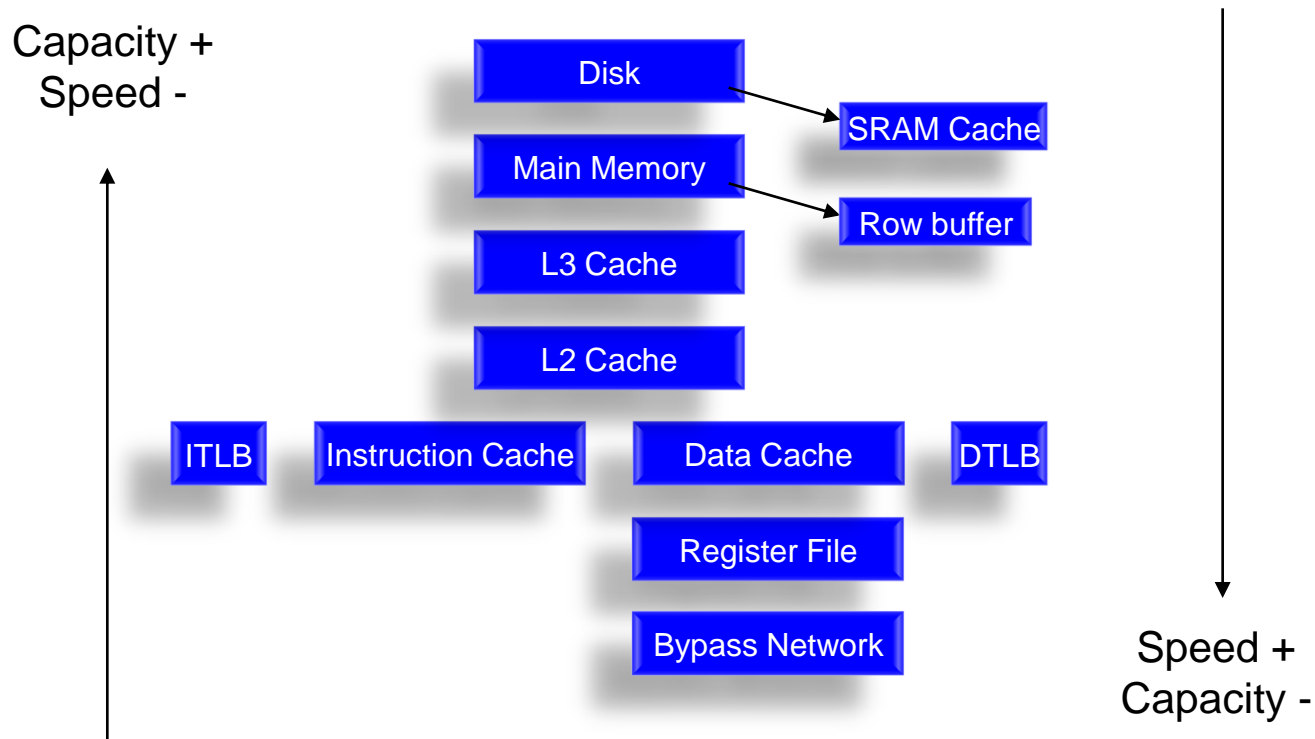 Capacity +
Speed -
Disk
SRAM Cache
Main Memory
Row buffer
L3 Cache
L2 Cache
ITLB
Instruction Cache
Data Cache
DTLB
Register File
Bypass Network
Speed +
Capacity -